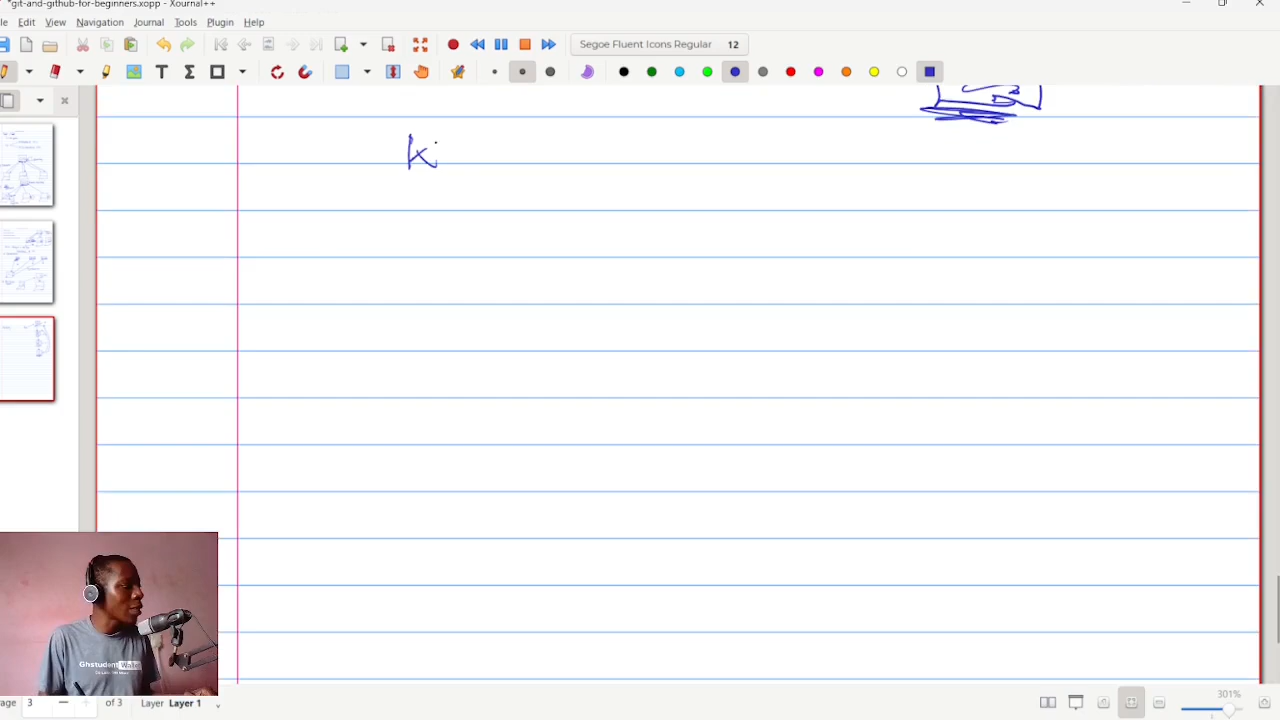 *git-and-github-for-beginners.xopp - Xournal++
le Edit View Navigation Journal Tools Plugin Help
Segoe Fluent Icons Regular 12
K
Ghstudent
age 3 of 3 Layer Layer 1
301%